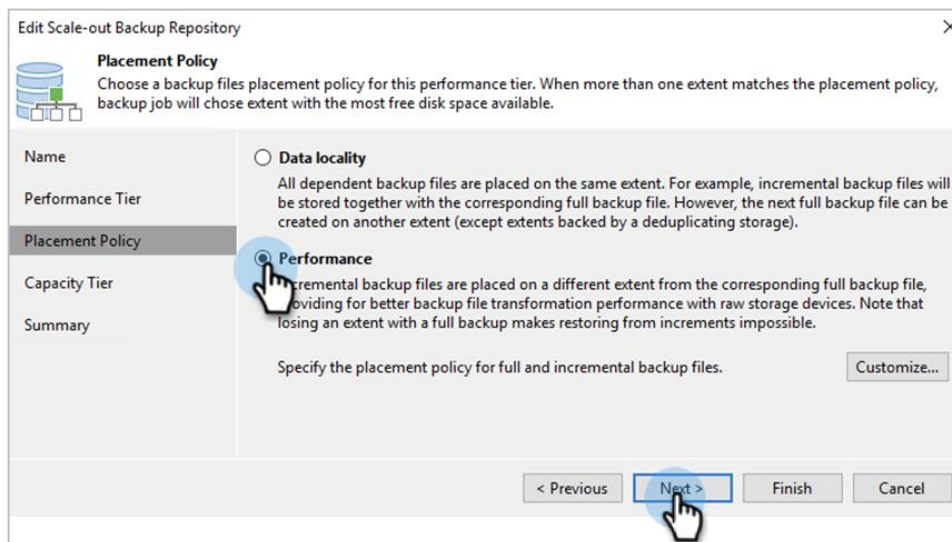 Edit Scale-out Backup Repository
Placement Policy
Choose a backup files placement policy for this performance tier. When more than one extent matches the placement policy,
backup job will chose extent with the most free disk space available.
Name
Performance Tier
Placement Policy
Capacity Tier
Summary
Data locality
All dependent backup files are placed on the same extent. For example, incremental backup files will
be stored together with the corresponding full backup file. However, the next full backup file can be
created on another extent (except extents backed by a deduplicating storage).
Performance
backup files are placed on a different extent from the corresponding full backup file,
for better backup file transformation performance with raw storage devices. Note that
losing an extent with a full backup makes restoring from increments impossible.
Specify the placement policy for full and incremental backup files.
Customize...
< Previous
Next >
Finish
Cancel